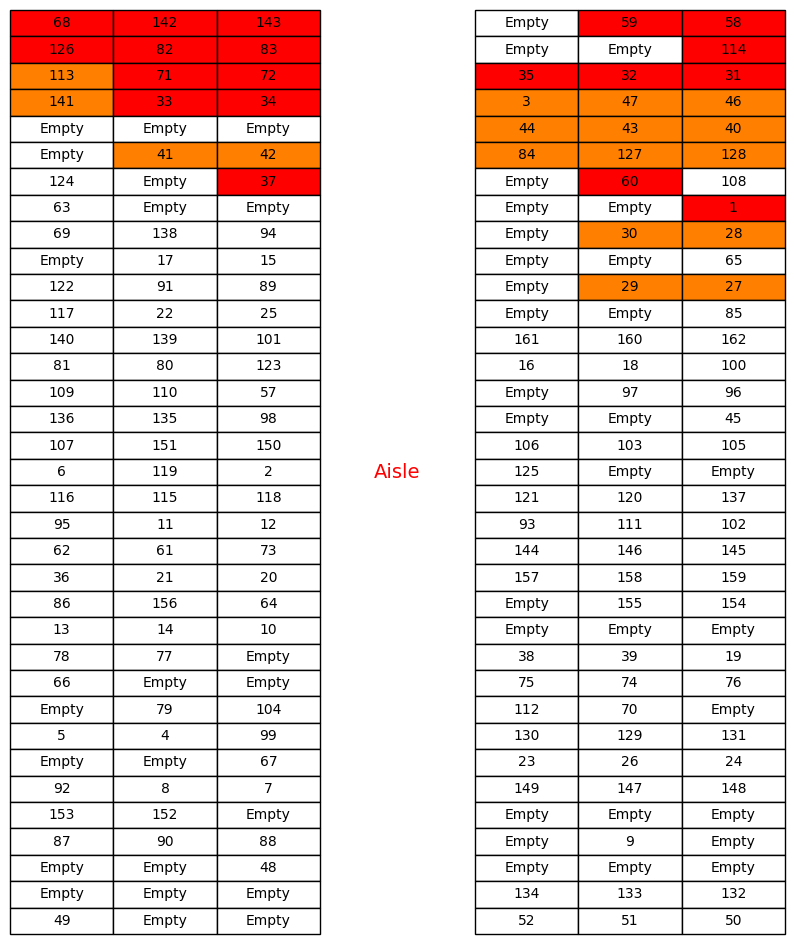 68 142 143 Empty 59 58
126 82 83 Empty Empty 114
113 71 72 35 32 31
141 33 34 3 47 46
Empty Empty Empty 44 43 40
Empty 41 42 84 127 128
124 Empty 37 Empty 60 108
63 Empty Empty Empty Empty 1
69 138 94 Empty 30 28
Empty 17 15 Empty Empty 65
122 91 89 Empty 29 27
117 22 25 Empty Empty 85
140 139 101 161 160 162
81 80 123 16 18 100
109 110 57 Empty 97 96
136 135 98 Empty Empty 45
107 151 150 106 103 105
6 119 2 Aisle 125 Empty Empty
116 115 118 121 120 137
95 11 12 93 111 102
62 61 73 144 146 145
36 21 20 157 158 159
86 156 64 Empty 155 154
13 14 10 Empty Empty Empty
78 77 Empty 38 39 19
66 Empty Empty 75 74 76
Empty 79 104 112 70 Empty
5 4 99 130 129 131
Empty Empty 67 23 26 24
92 8 7 149 147 148
153 152 Empty Empty Empty Empty
87 90 88 Empty 9 Empty
Empty Empty 48 Empty Empty Empty
Empty Empty Empty 134 133 132
49 Empty Empty 52 51 50